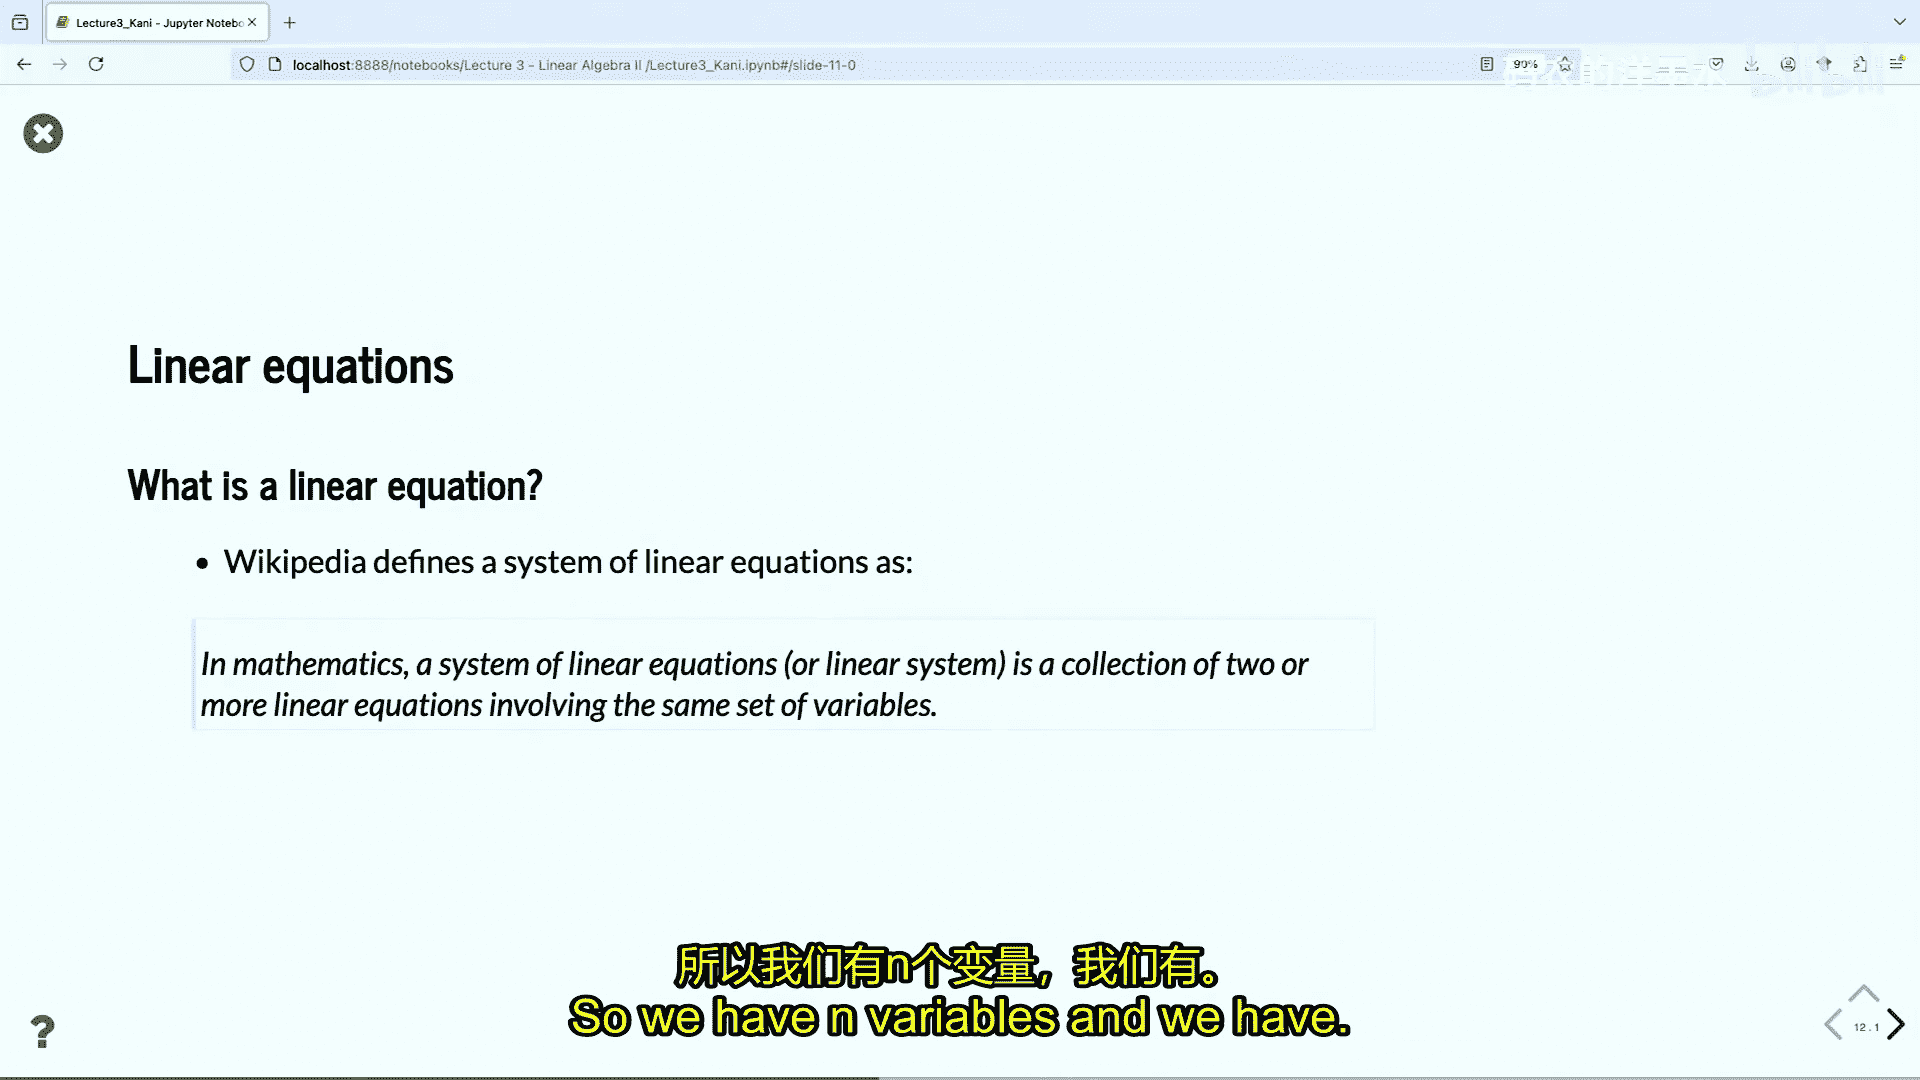 Lecture3_Kani - Jupyter Notebo
localhost:8888/notebooks/Lecture 3 - Linear Algebra II /Lecture3_Kani.ipynb#/slide-11-0
90%
Linear equations
What is a linear equation?
Wikipedia defines a system of linear equations as:
In mathematics, a system of linear equations (or linear system) is a collection of two or
more linear equations involving the same set of variables.
所以我们有n个变量，我们有。
So we have n variables and we have.
?
12.1